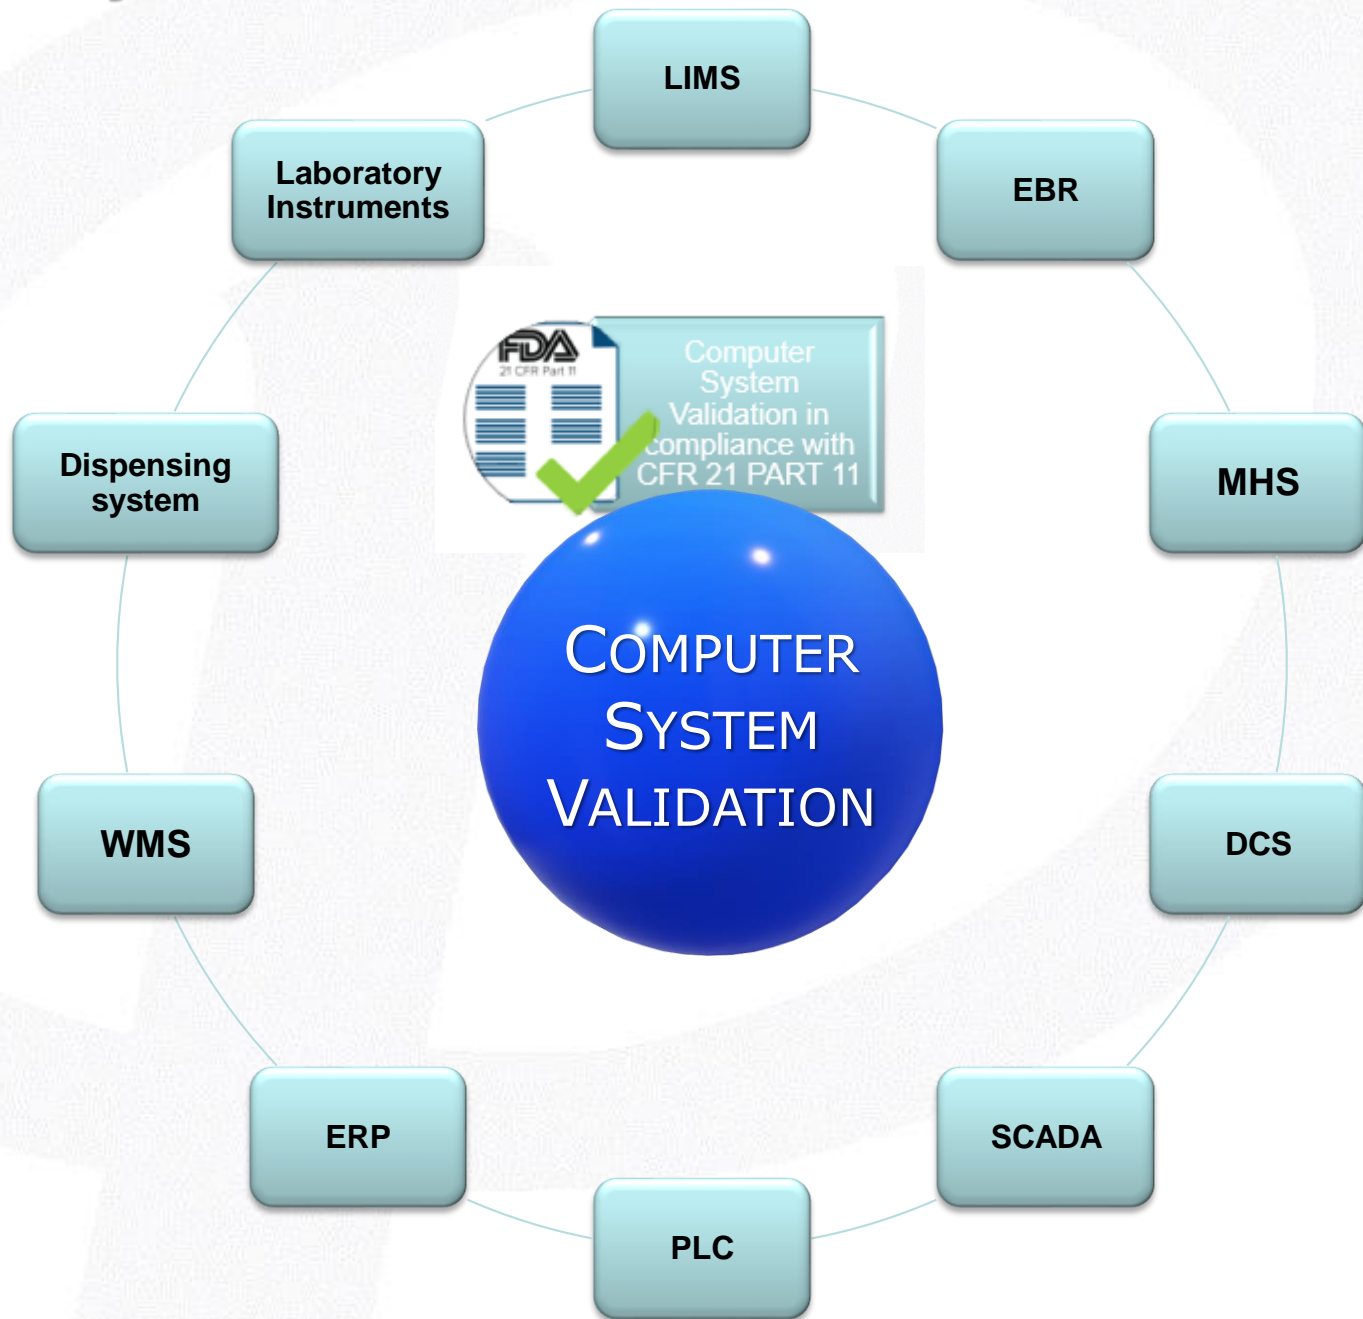 LIMS
Laboratory
Instruments
EBR
FDA
21 CFR Part 11
Computer
System
Validation in
compliance with
CFR 21 PART 11
Dispensing
system
MHS
COMPUTER
SYSTEM
VALIDATION
WMS
DCS
ERP
SCADA
PLC